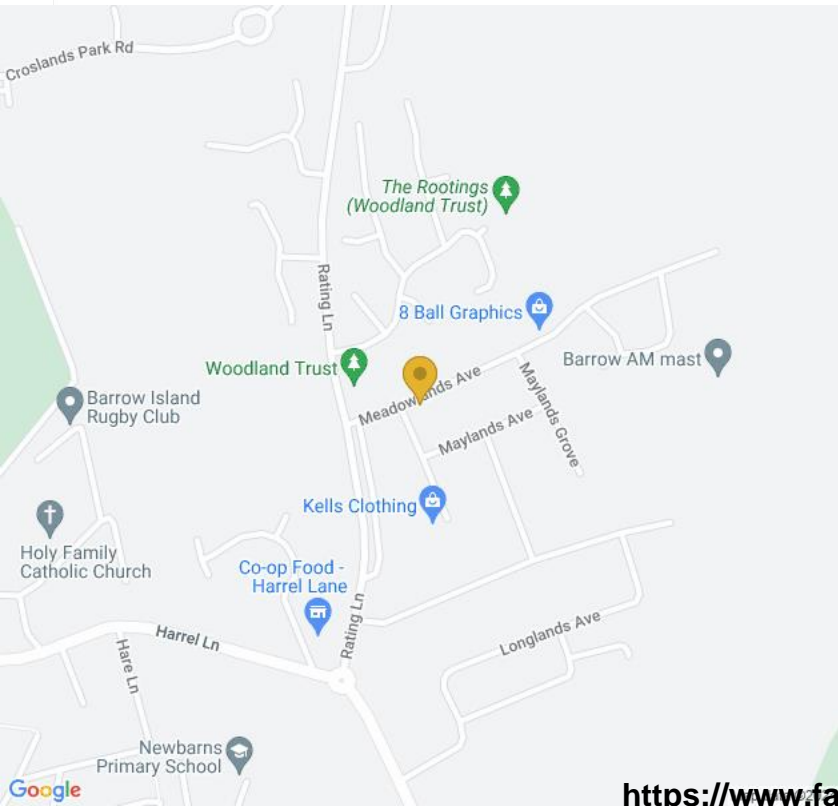 Croslands Park Rd
The Rootings
(Woodland Trust)
Rating Ln
8 Ball Graphics
Woodland Trust
Barrow AM mast
Meadowlands Ave
Barrow Island
Rugby Club
Maylands Grove
Maylands Ave
Kells Clothing
Holy Family
Catholic Church
Co-op Food -
Harrel Lane
Rating Ln
Longlands Ave
Harrel Ln
Hare Ln
Newbarns
Primary School
Google
https://www.fa